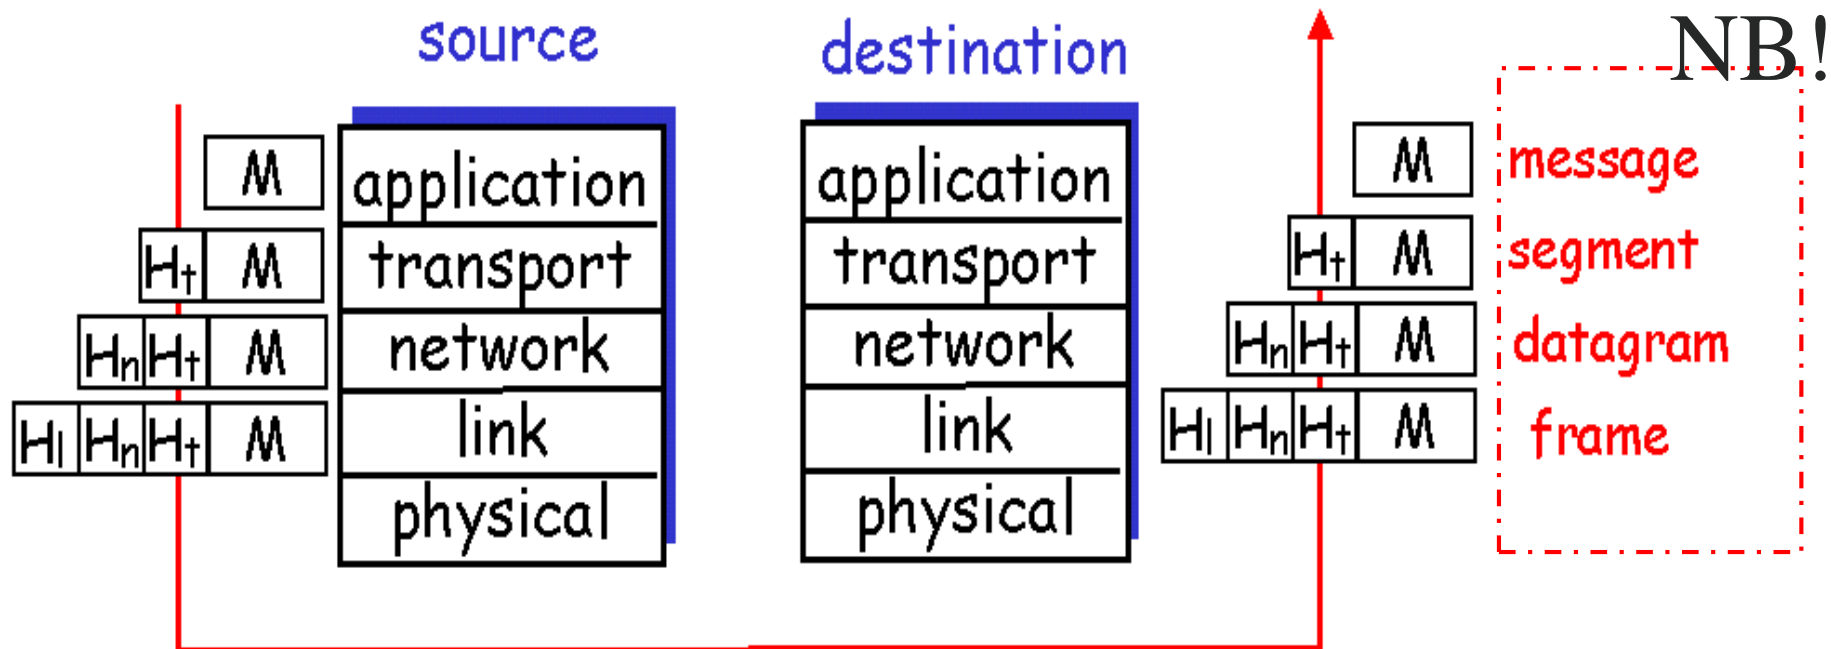 source
destination
NB!
M
application
application
M
message
Ht M
transport
transport
Ht M
segment
Hn Ht M
network
network
Hn Ht M
datagram
Hl Hn Ht M
link
link
Hl Hn Ht M
frame
physical
physical